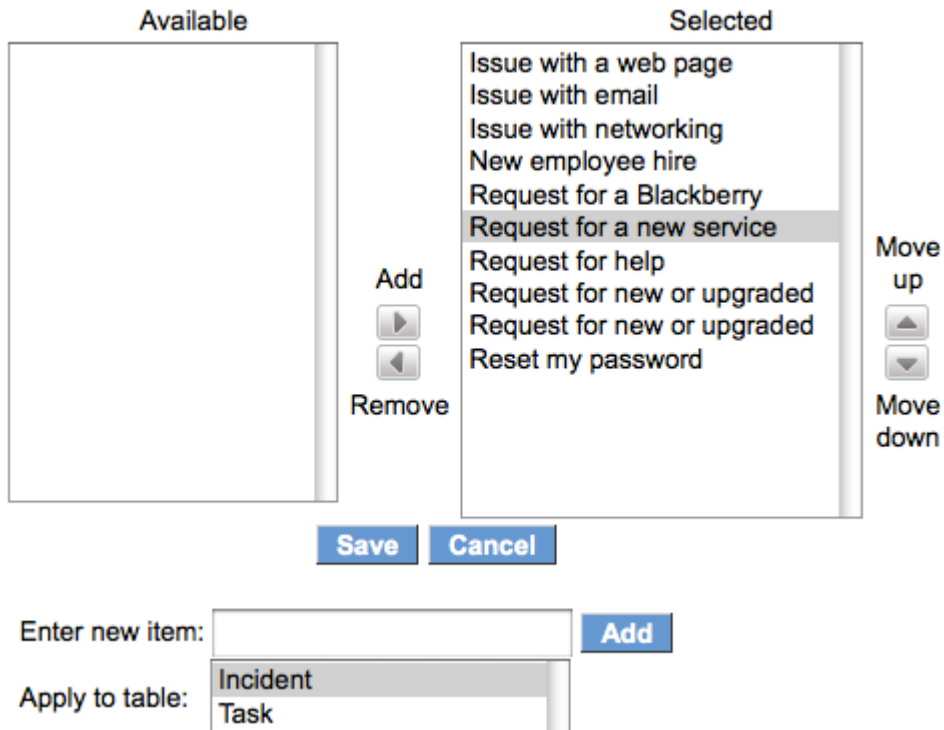 Available
Selected
Issue with a web page
Issue with email
Issue with networking
New employee hire
Request for a Blackberry
Request for a new service
Request for help
Request for new or upgraded
Request for new or upgraded
Reset my password
Add
Remove
Move
up
Move
down
Save Cancel
Enter new item: Add
Apply to table:
Incident
Task